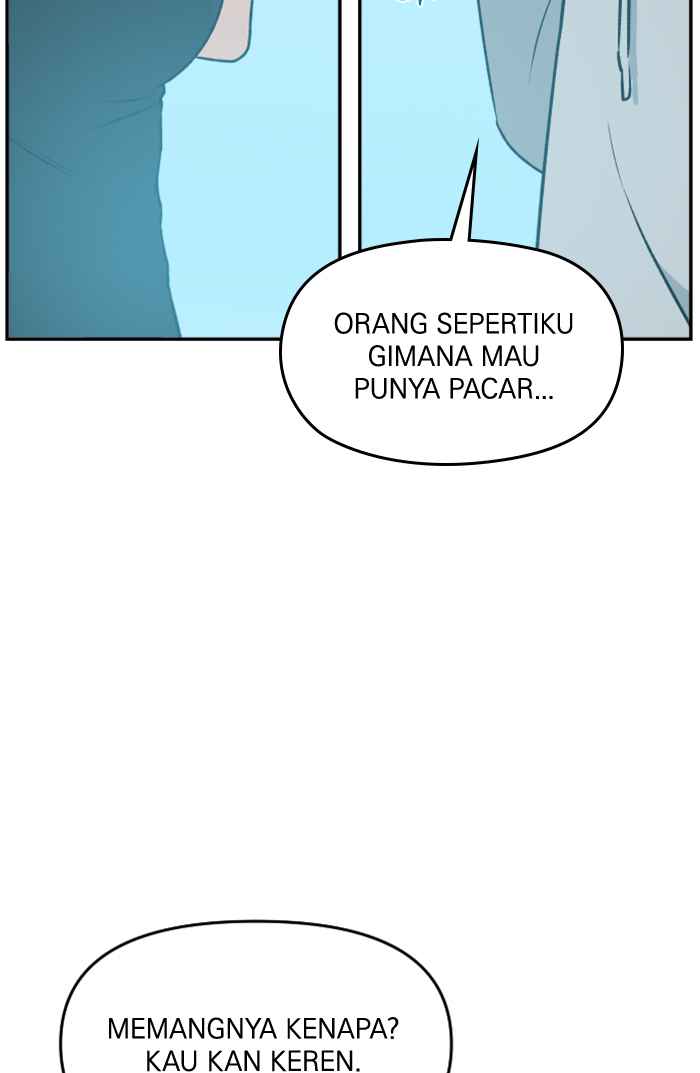 ORANG SEPERTIKU
GIMANA MAU
PUNYA PACAR...
MEMANGNYA KENAPA?
KAU KAN KEREN.